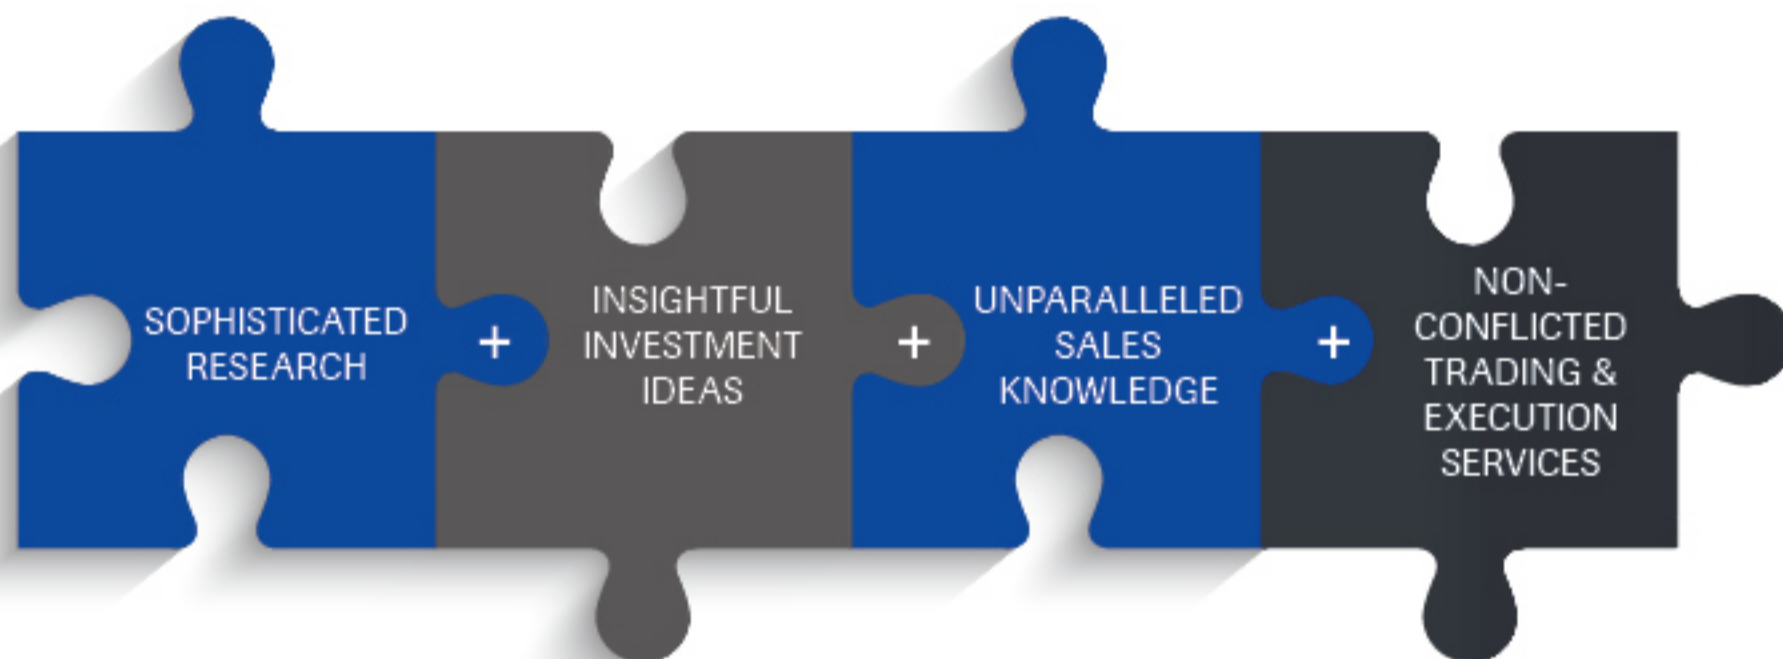 SOPHISTICATED
RESEARCH
+
INSIGHTFUL
INVESTMENT
IDEAS
+
UNPARALLELED
SALES
KNOWLEDGE
+
NON-
CONFLICTED
TRADING &
EXECUTION
SERVICES